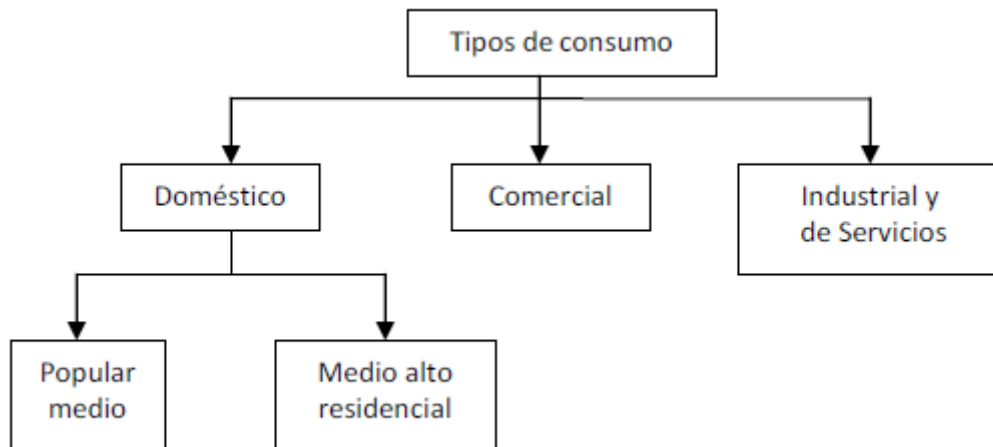 Tipos de consumo
Doméstico
Comercial
Industrial y
de Servicios
Popular
medio
Medio alto
residencial